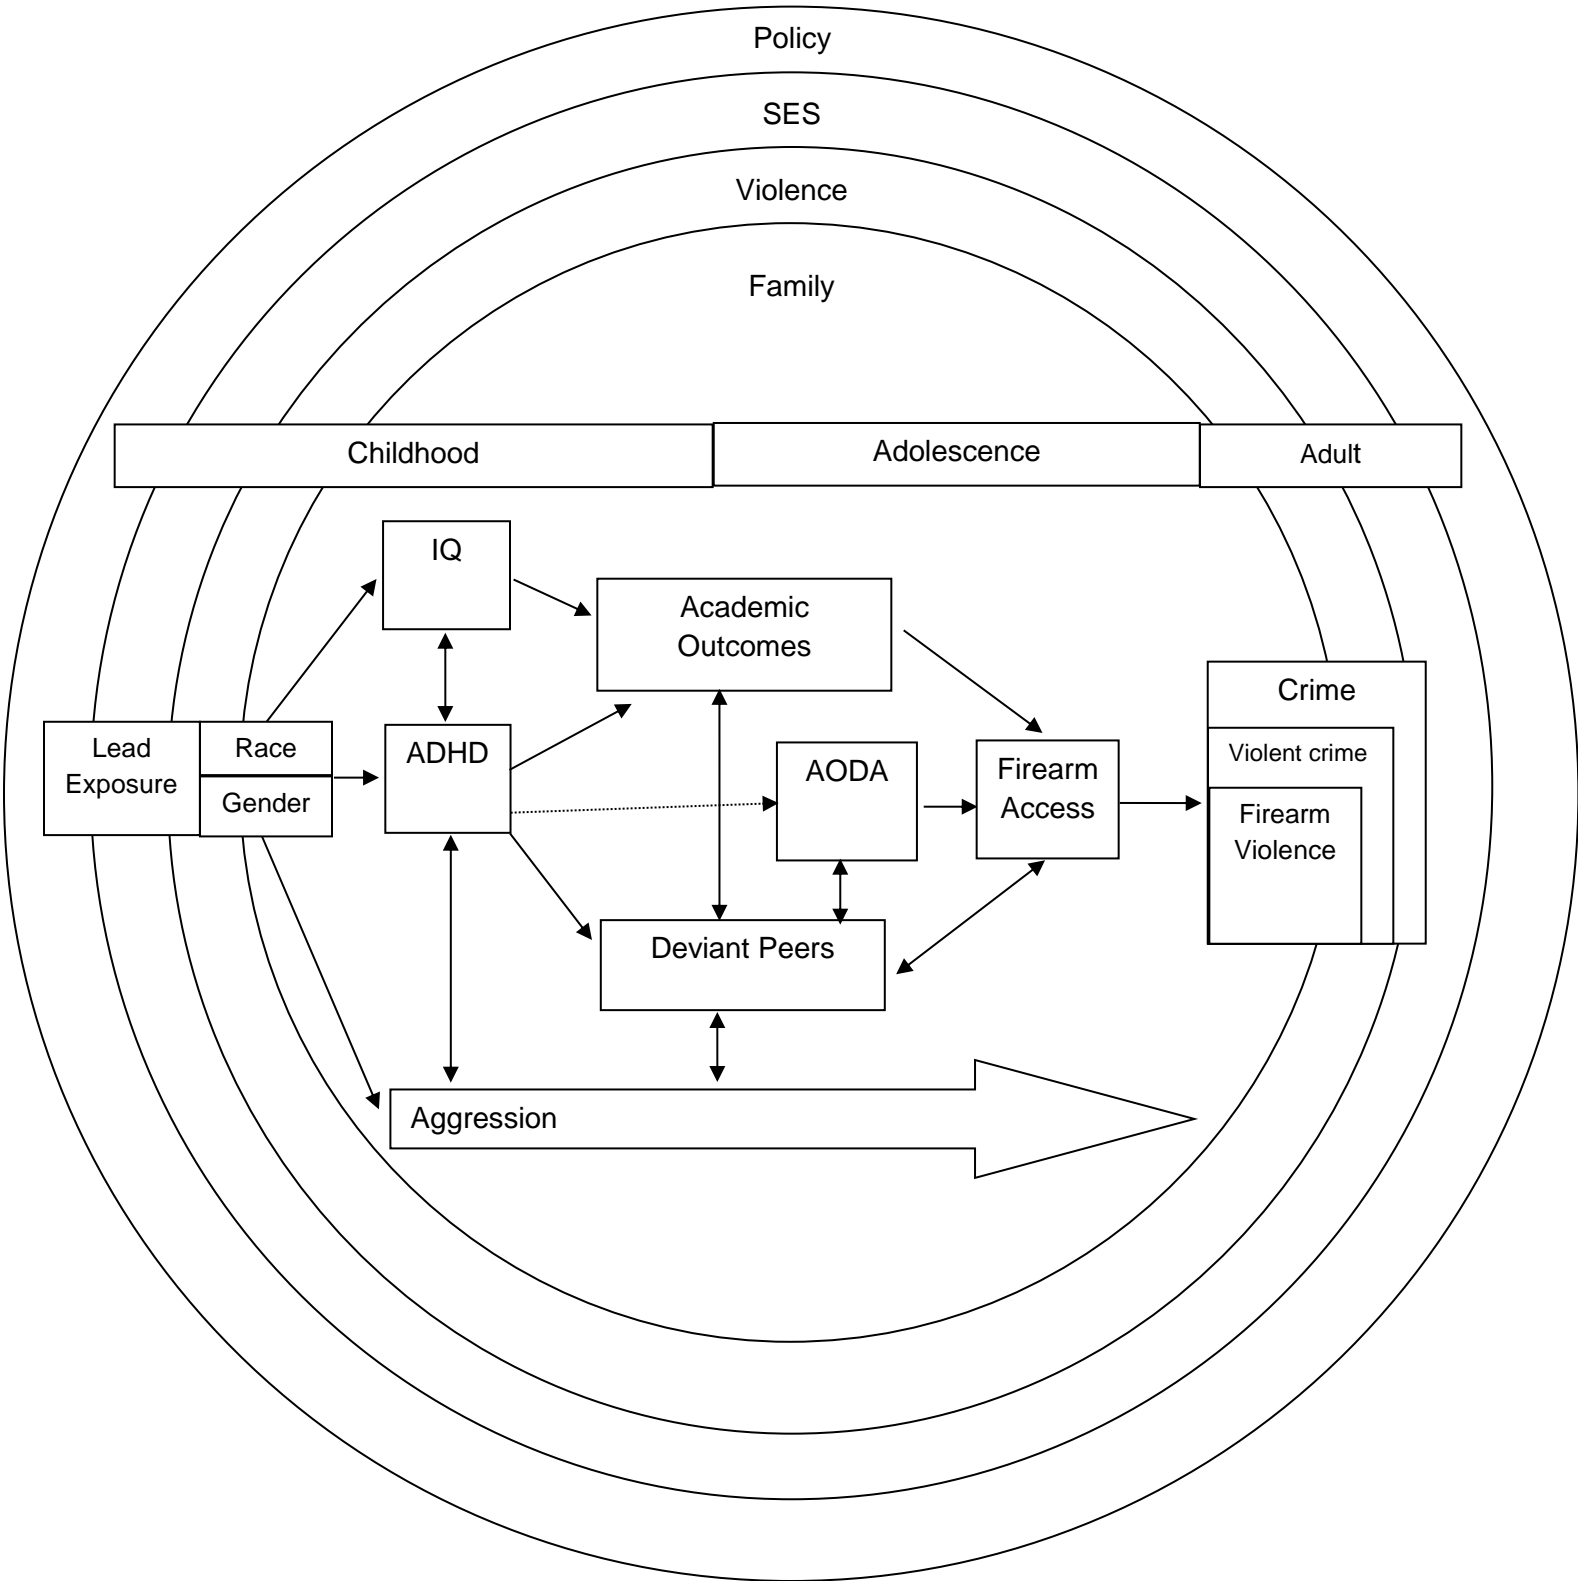 Policy
SES
Violence
Family
Childhood
Adolescence
Adult
IQ
Academic
Outcomes
Crime
Lead
Exposure
Race
Gender
ADHD
AODA
Firearm
Access
Violent crime
Firearm
Violence
Deviant Peers
Aggression